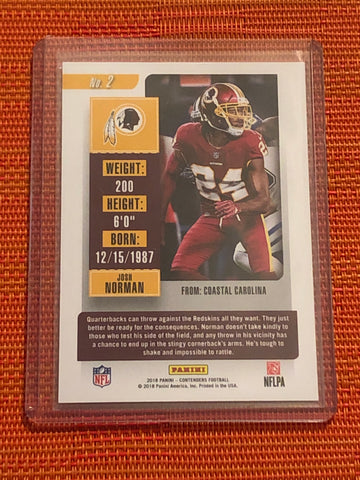 No. 2
WEIGHT:
200
HEIGHT:
6'0"
BORN:
12/15/1987
JOSH
NORMAN
24
FROM: COASTAL CAROLINA
Quarterbacks can throw against the Redskins all they want. They just
better be ready for the consequences. Norman doesn't take kindly to
those who test his side of the field, and any throw in his vicinity has
a chance to end up in the stingy cornerback's arms. He's tough to
shake and impossible to rattle.
NFL
PANINI
NFLPA
2018 PANINI - CONTENDERS FOOTBALL
© 2018 Panini America, Inc. Printed in the USA.